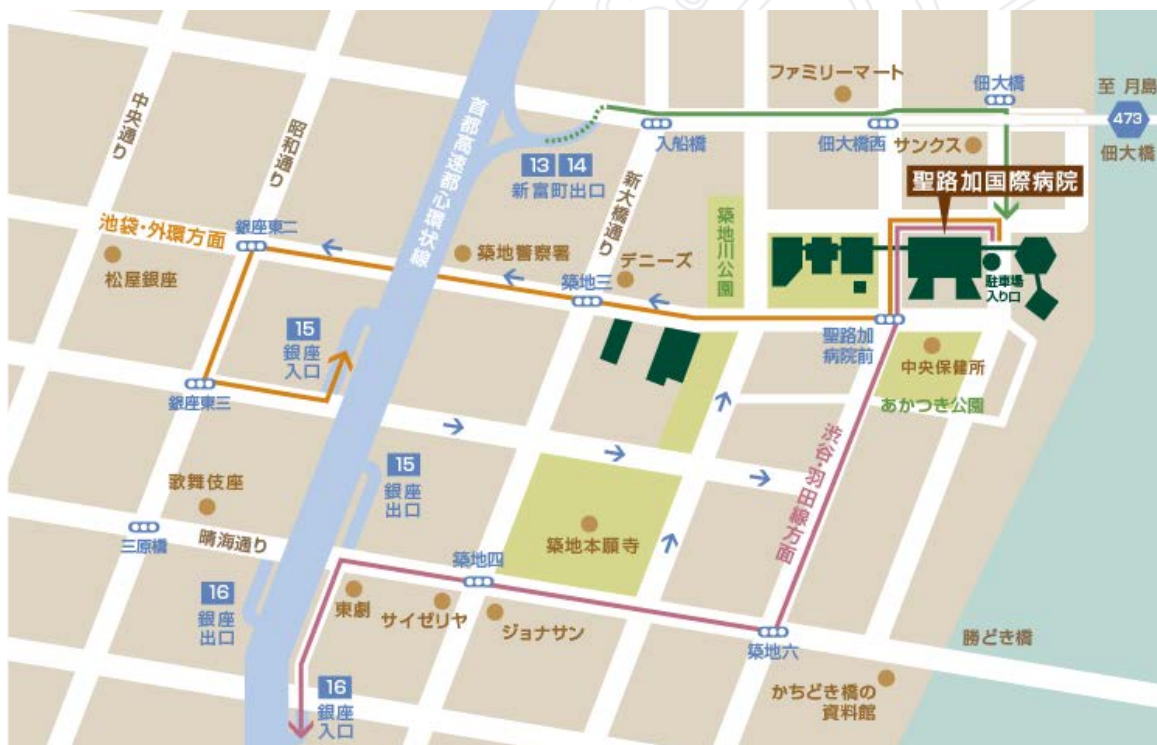 ファミリーマート
佃大橋
至 月島
473
佃大橋
中央通り
昭和通り
首都高速都心環状線
入船橋
佃大橋西
サンクス
13 14
新富町出口
新大橋通り
聖路加国際病院
築地川公園
池袋・外環方面
銀座東二
築地警察署
デニーズ
築地三
松屋銀座
駐車場
入り口
15
銀座
入口
聖路加
病院前
中央保健所
あかつき公園
銀座東三
渋谷・羽田線方面
15
銀座
出口
歌舞伎座
三原橋
晴海通り
築地四
築地本願寺
16
銀座
出口
東劇
サイゼリヤ
ジョナサン
築地六
勝どき橋
16
銀座
入口
かちどき橋の
資料館